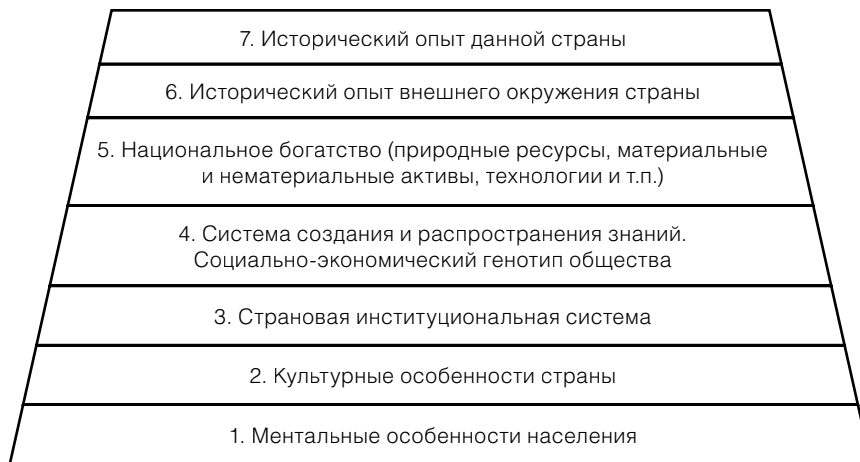 7. Исторический опыт данной страны
6. Исторический опыт внешнего окружения страны
5. Национальное богатство (природные ресурсы, материальные
и нематериальные активы, технологии и т.п.)
4. Система создания и распространения знаний.
Социально-экономический генотип общества
3. Страновая институциональная система
2. Культурные особенности страны
1. Ментальные особенности населения